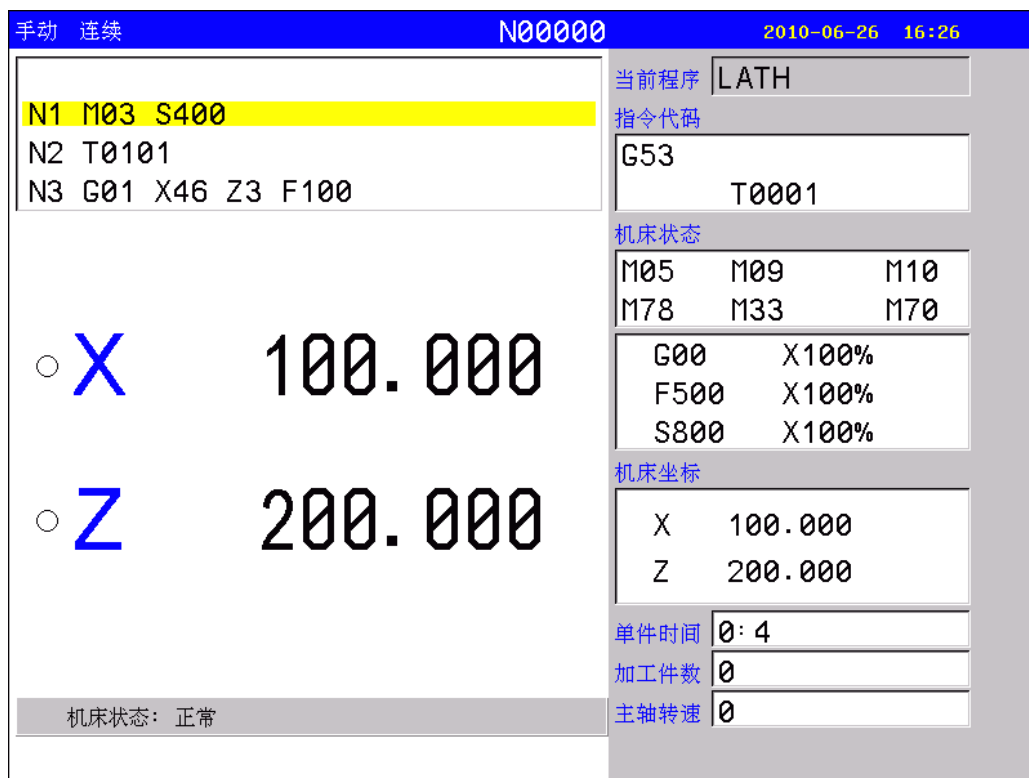 手动 连续 N00000 2010-06-26 16:26
N1 M03 S400
N2 T0101
N3 G01 X46 Z3 F100
X 100.000
Z 200.000
机床状态: 正常
当前程序 LATH
指令代码
G53
T0001
机床状态
M05 M09 M10
M78 M33 M70
G00 X100%
F500 X100%
S800 X100%
机床坐标
X 100.000
Z 200.000
单件时间 0:4
加工件数 0
主轴转速 0